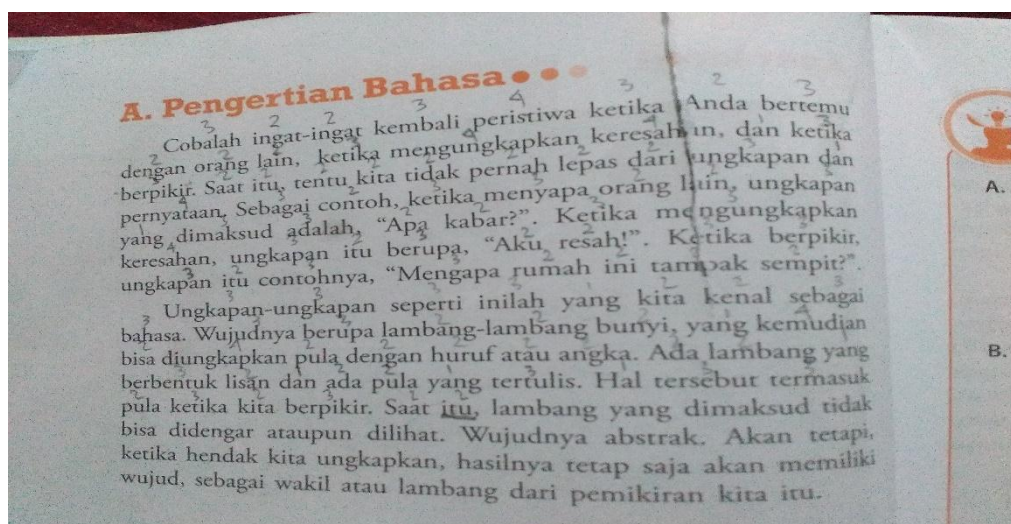 A. Pengertian Bahasa
Cobalah ingat-ingat kembali peristiwa ketika Anda bertemu
dengan orang lain, ketika mengungkapkan keresahan, dan ketika
berpikir. Saat itu, tentu kita tidak pernah lepas dari ungkapan dan
pernyataan. Sebagai contoh, ketika menyapa orang lain, ungkapan
yang dimaksud adalah, “Apa kabar?”. Ketika mengungkapkan
keresahan, ungkapan itu berupa, “Aku resah!”. Ketika berpikir,
ungkapan itu contohnya, “Mengapa rumah ini tampak sempit?”.
Ungkapan-ungkapan seperti inilah yang kita kenal sebagai
bahasa. Wujudnya berupa lambang-lambang bunyi, yang kemudian
bisa diungkapkan pula dengan huruf atau angka. Ada lambang yang
berbentuk lisan dan ada pula yang tertulis. Hal tersebut termasuk
pula ketika kita berpikir. Saat itu, lambang yang dimaksud tidak
bisa didengar ataupun dilihat. Wujudnya abstrak. Akan tetapi,
ketika hendak kita ungkapkan, hasilnya tetap saja akan memiliki
wujud, sebagai wakil atau lambang dari pemikiran kita itu.
A.
B.